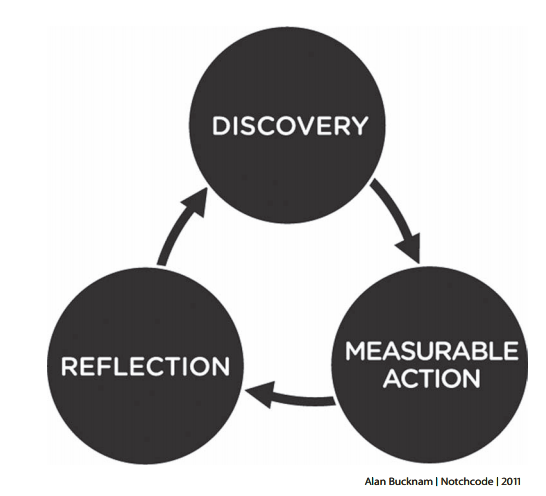 DISCOVERY
REFLECTION
MEASURABLE
ACTION
Alan Bucknam | Notchcode | 2011